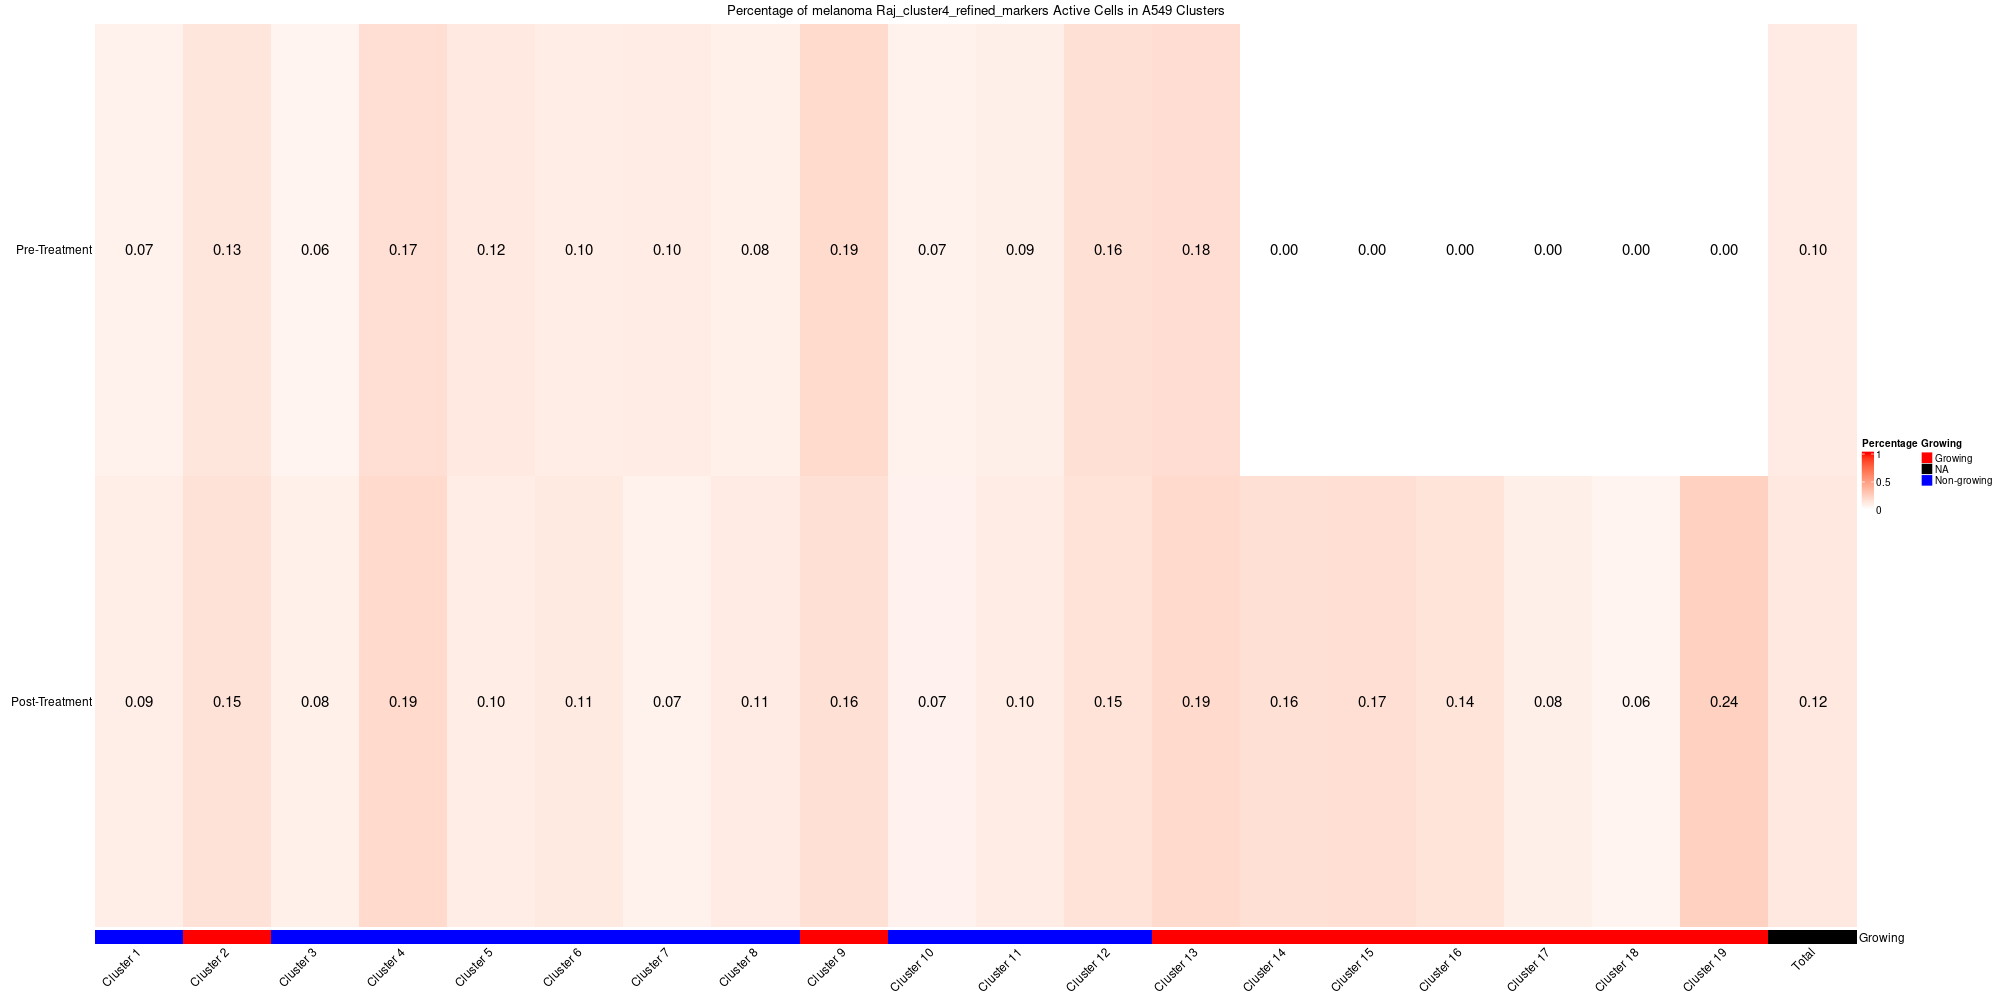 Percentage of melanoma Raj_cluster4_refined_markers Active Cells in A549 Clusters
Pre-Treatment 0.07 0.13 0.06 0.17 0.12 0.10 0.10 0.08 0.19 0.07 0.09 0.16 0.18 0.00 0.00 0.00 0.00 0.00 0.00 0.10
Post-Treatment 0.09 0.15 0.08 0.19 0.10 0.11 0.07 0.11 0.16 0.07 0.10 0.15 0.19 0.16 0.17 0.14 0.08 0.06 0.24 0.12
Growing
Cluster 1 Cluster 2 Cluster 3 Cluster 4 Cluster 5 Cluster 6 Cluster 7 Cluster 8 Cluster 9 Cluster 10 Cluster 11 Cluster 12 Cluster 13 Cluster 14 Cluster 15 Cluster 16 Cluster 17 Cluster 18 Cluster 19 Total
Percentage Growing
1 Growing
NA
0.5 Non-growing
0